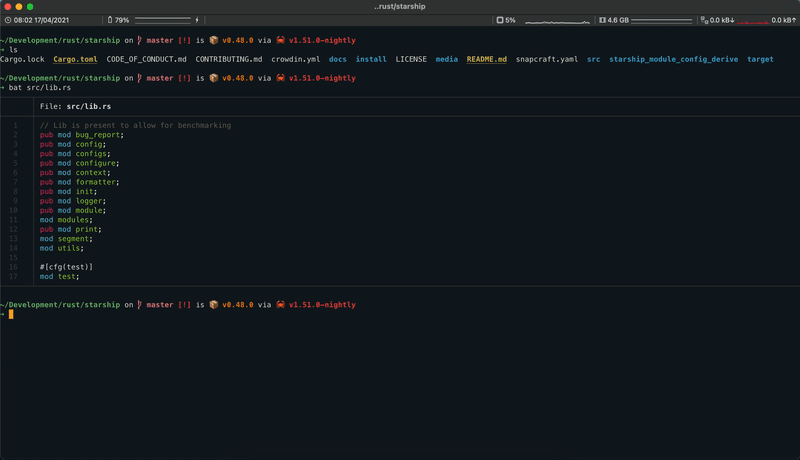 ..rust/starship
08:02 17/04/2021 79% 5% 4.6 GB 0.0 kB↓ 0.0 kB↑
~/Development/rust/starship on master [!] is 📦 v0.48.0 via 🦀 v1.51.0-nightly
➜ ls
Cargo.lock Cargo.toml CODE_OF_CONDUCT.md CONTRIBUTING.md crowdin.yml docs install LICENSE media README.md snapcraft.yaml src starship_module_config_derive target
~/Development/rust/starship on master [!] is 📦 v0.48.0 via 🦀 v1.51.0-nightly
➜ bat src/lib.rs
File: src/lib.rs
1 // Lib is present to allow for benchmarking
2 pub mod bug_report;
3 pub mod config;
4 pub mod configs;
5 pub mod configure;
6 pub mod context;
7 pub mod formatter;
8 pub mod init;
9 pub mod logger;
10 pub mod module;
11 mod modules;
12 pub mod print;
13 mod segment;
14 mod utils;
15
16 #[cfg(test)]
17 mod test;
~/Development/rust/starship on master [!] is 📦 v0.48.0 via 🦀 v1.51.0-nightly
➜